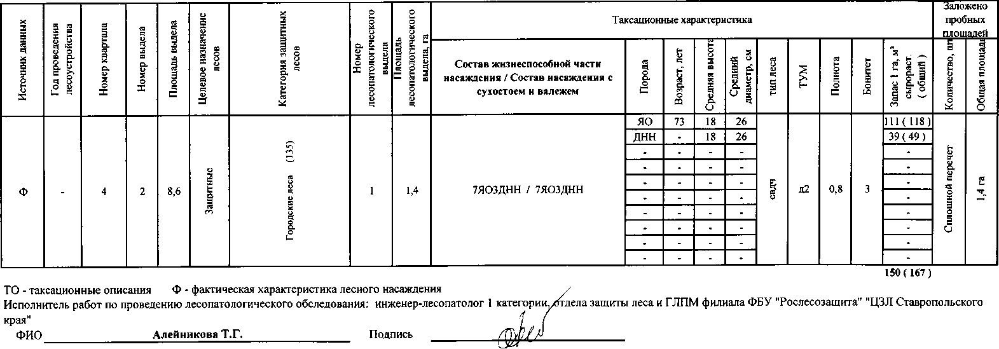 Источник данных
Год проведения
лесоустройства
Номер квартала
Номер выдела
Площадь выдела
Целевое назначение
лесов
Категория защитных
лесов
Номер
лесопатологического
выдела
Площадь
лесопатологического
выдела, га
Таксационные характеристика
Заложено
пробных
площадей
Состав жизнеспособной части
насаждения / Состав насаждения с
сухостоем и валежем
Порода
Возраст, лет
Средняя высота
Средний
диаметр, см
тип леса
ТУМ
Полнота
Бонитет
Запас 1 га, м³
сырораст.
( общий )
Количество, шт
Общая площадь
Ф - 4 2 8,6 Защитные Городские леса (135) 1 1,4 7ЯО3ДНН / 7ЯО3ДНН
ЯО 73 18 26 111 ( 118 )
ДНН - 18 26 39 ( 49 )
- - - - -
- - - - -
- - - - -
- - - - -
- - - - -
- - - - -
- - - - -
- - - - -
свдч д2 0,8 3 Сплошной перечет 1,4 га
150 ( 167 )
ТО - таксационные описания Ф - фактическая характеристика лесного насаждения
Исполнитель работ по проведению лесопатологического обследования: инженер-лесопатолог 1 категории, отдела защиты леса и ГЛПМ филиала ФБУ "Рослесозащита" "ЦЗЛ Ставропольского
края"
ФИО Алейникова Т.Г. Подпись